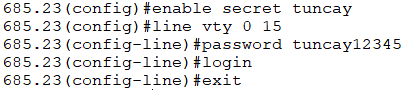 685.23(config)#enable secret tuncay
685.23(config)#line vty 0 15
685.23(config-line)#password tuncay12345
685.23(config-line)#login
685.23(config-line)#exit